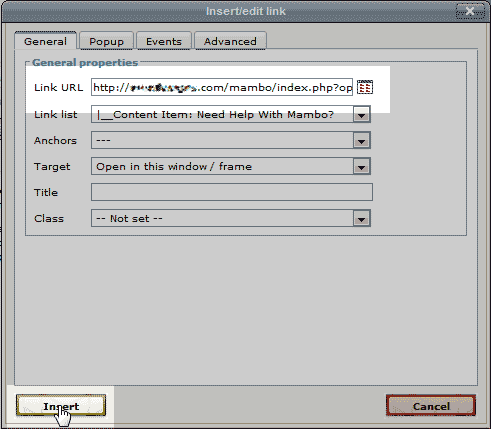 Insert/edit link
General Popup Events Advanced
General properties
Link URL http:// .com/mambo/index.php?op
Link list |__Content Item: Need Help With Mambo?
Anchors ---
Target Open in this window / frame
Title
Class -- Not set --
Insert Cancel